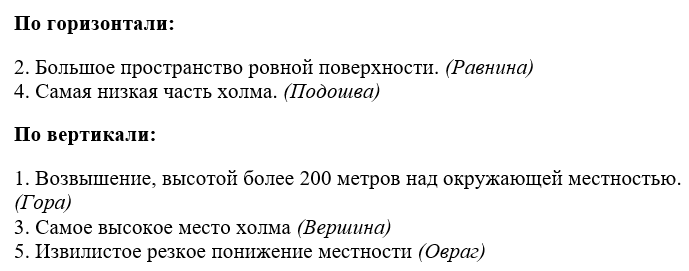 По горизонтали:
2. Большое пространство ровной поверхности. (Равнина)
4. Самая низкая часть холма. (Подошва)
По вертикали:
1. Возвышение, высотой более 200 метров над окружающей местностью.
(Гора)
3. Самое высокое место холма (Вершина)
5. Извилистое резкое понижение местности (Овраг)